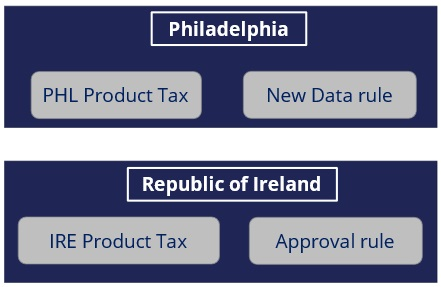 Philadelphia
PHL Product Tax
New Data rule
Republic of Ireland
IRE Product Tax
Approval rule